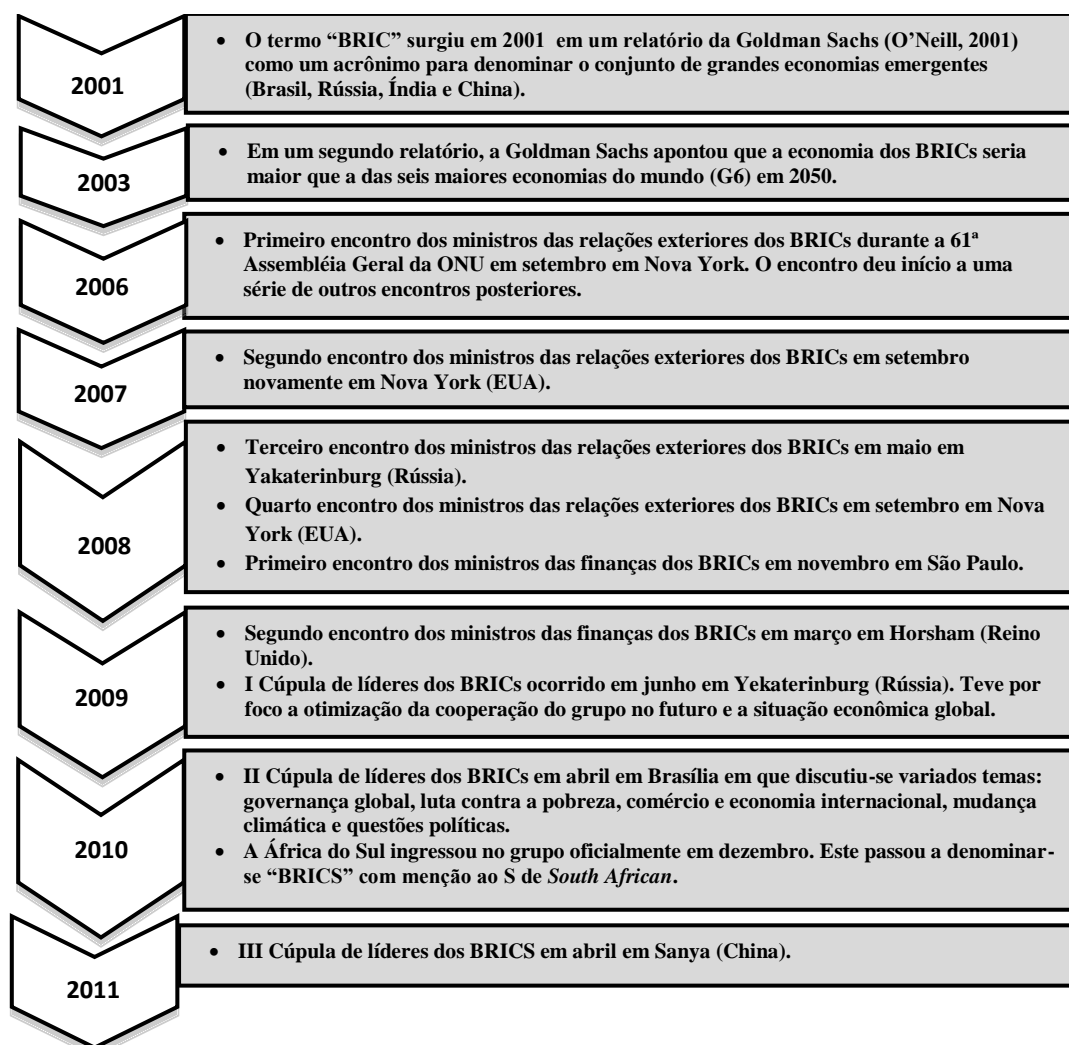 2001
• O termo “BRIC” surgiu em 2001 em um relatório da Goldman Sachs (O’Neill, 2001)
como um acrônimo para denominar o conjunto de grandes economias emergentes
(Brasil, Rússia, Índia e China).
2003
• Em um segundo relatório, a Goldman Sachs apontou que a economia dos BRICs seria
maior que a das seis maiores economias do mundo (G6) em 2050.
2006
• Primeiro encontro dos ministros das relações exteriores dos BRICs durante a 61ª
Assembléia Geral da ONU em setembro em Nova York. O encontro deu início a uma
série de outros encontros posteriores.
2007
• Segundo encontro dos ministros das relações exteriores dos BRICs em setembro
novamente em Nova York (EUA).
2008
• Terceiro encontro dos ministros das relações exteriores dos BRICs em maio em
Yakaterinburg (Rússia).
• Quarto encontro dos ministros das relações exteriores dos BRICs em setembro em Nova
York (EUA).
• Primeiro encontro dos ministros das finanças dos BRICs em novembro em São Paulo.
2009
• Segundo encontro dos ministros das finanças dos BRICs em março em Horsham (Reino
Unido).
• I Cúpula de líderes dos BRICs ocorrido em junho em Yekaterinburg (Rússia). Teve por
foco a otimização da cooperação do grupo no futuro e a situação econômica global.
2010
• II Cúpula de líderes dos BRICs em abril em Brasília em que discutiu-se variados temas:
governança global, luta contra a pobreza, comércio e economia internacional, mudança
climática e questões políticas.
• A África do Sul ingressou no grupo oficialmente em dezembro. Este passou a denominar-
se “BRICS” com menção ao S de South African.
2011
• III Cúpula de líderes dos BRICS em abril em Sanya (China).